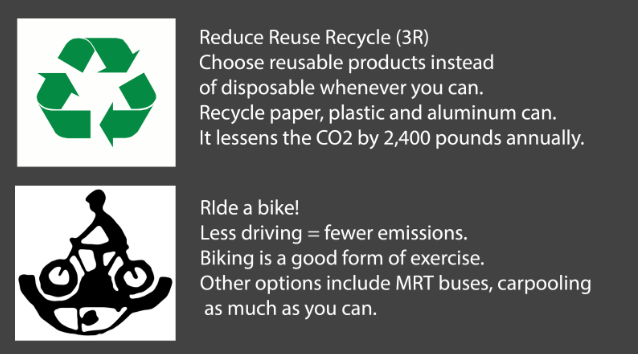 Reduce Reuse Recycle (3R)
Choose reusable products instead
of disposable whenever you can.
Recycle paper, plastic and aluminum can.
It lessens the CO2 by 2,400 pounds annually.
RIde a bike!
Less driving = fewer emissions.
Biking is a good form of exercise.
Other options include MRT buses, carpooling
as much as you can.